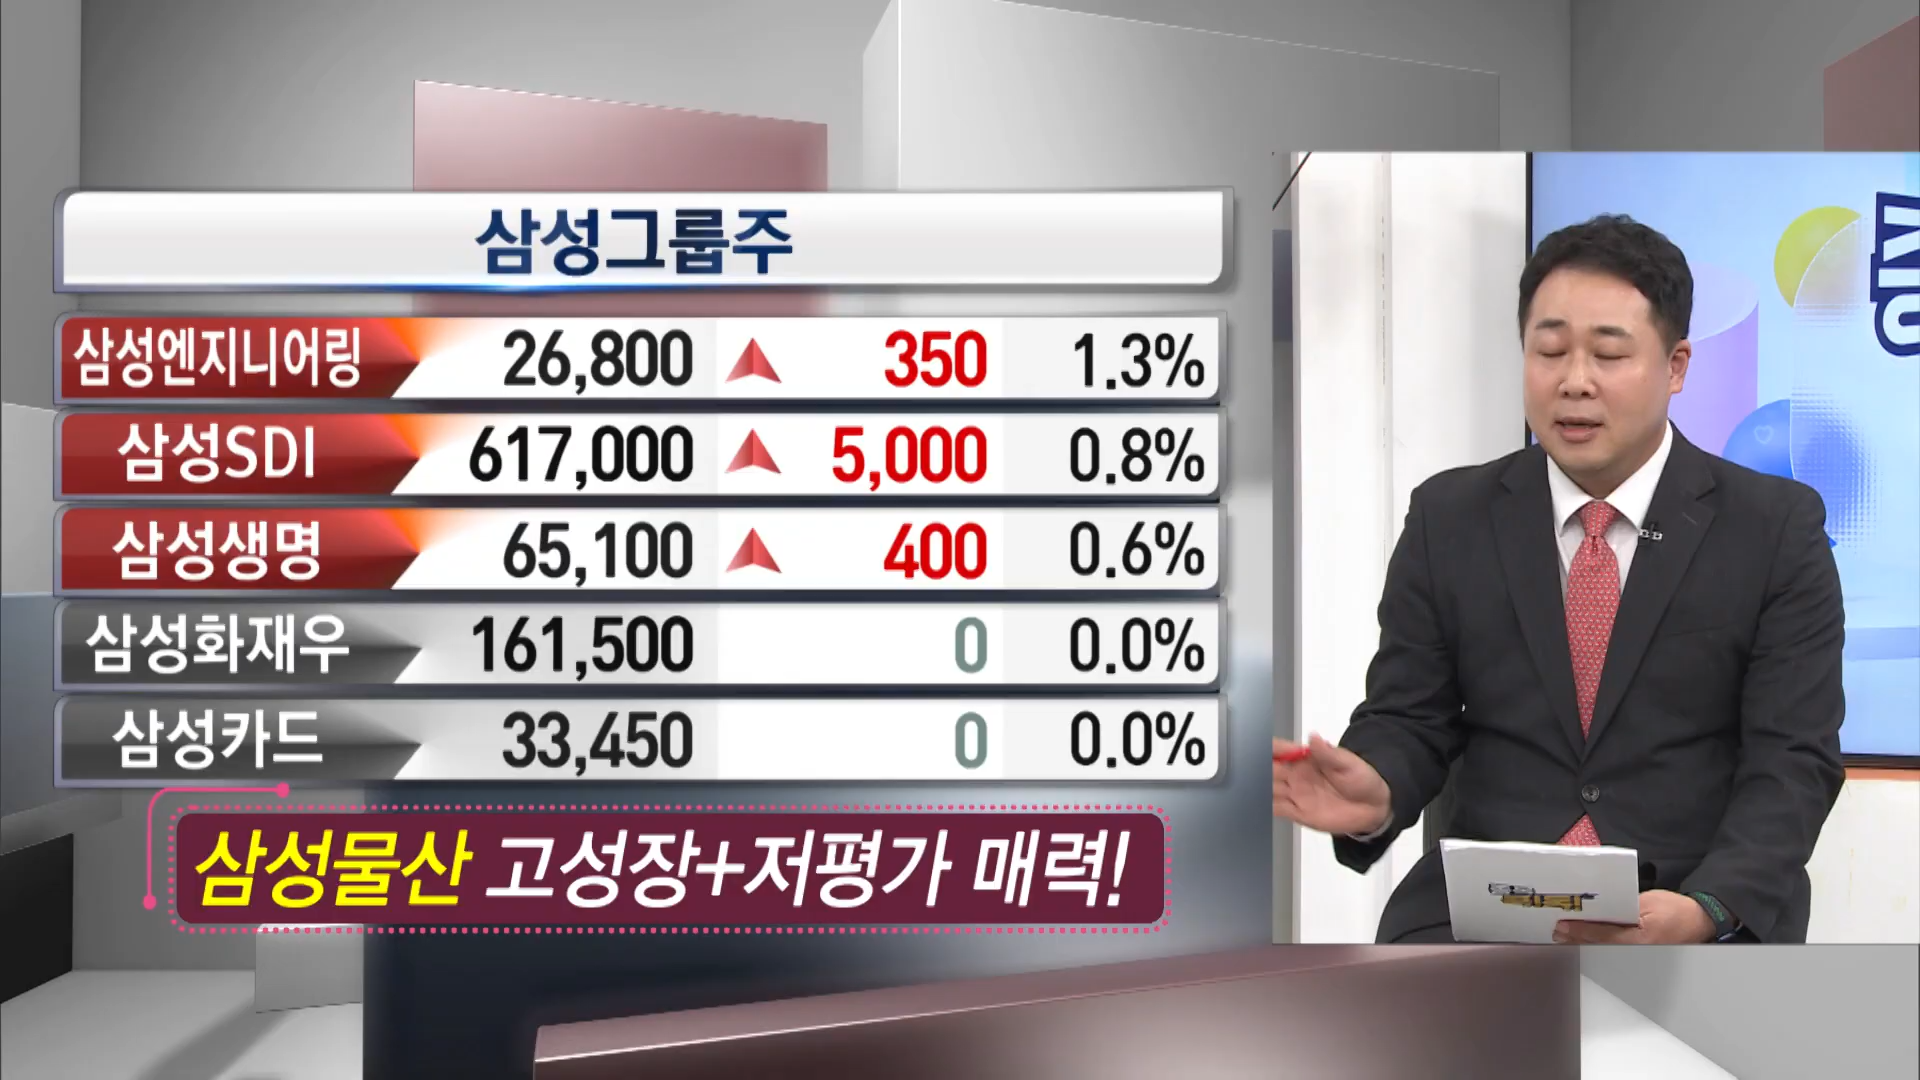 삼성그룹주
삼성엔지니어링 26,800 ▲ 350 1.3%
삼성SDI 617,000 ▲ 5,000 0.8%
삼성생명 65,100 ▲ 400 0.6%
삼성화재우 161,500 0 0.0%
삼성카드 33,450 0 0.0%
삼성물산 고성장+저평가 매력!